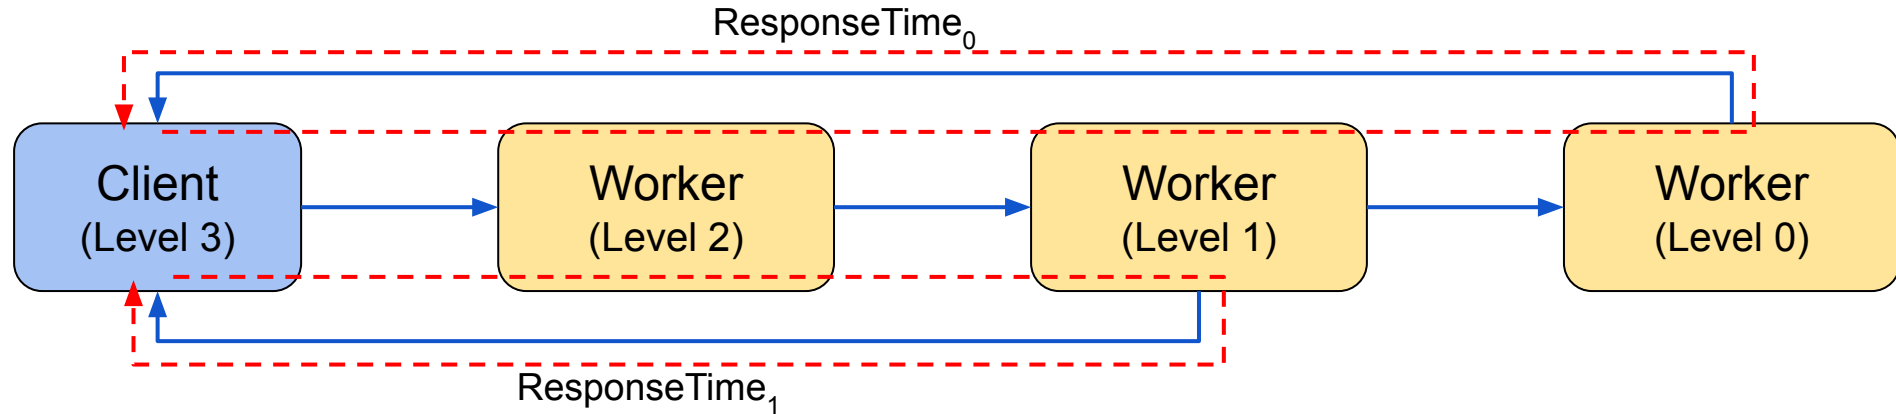 ResponseTime₀
Client
(Level 3)
Worker
(Level 2)
Worker
(Level 1)
Worker
(Level 0)
ResponseTime₁